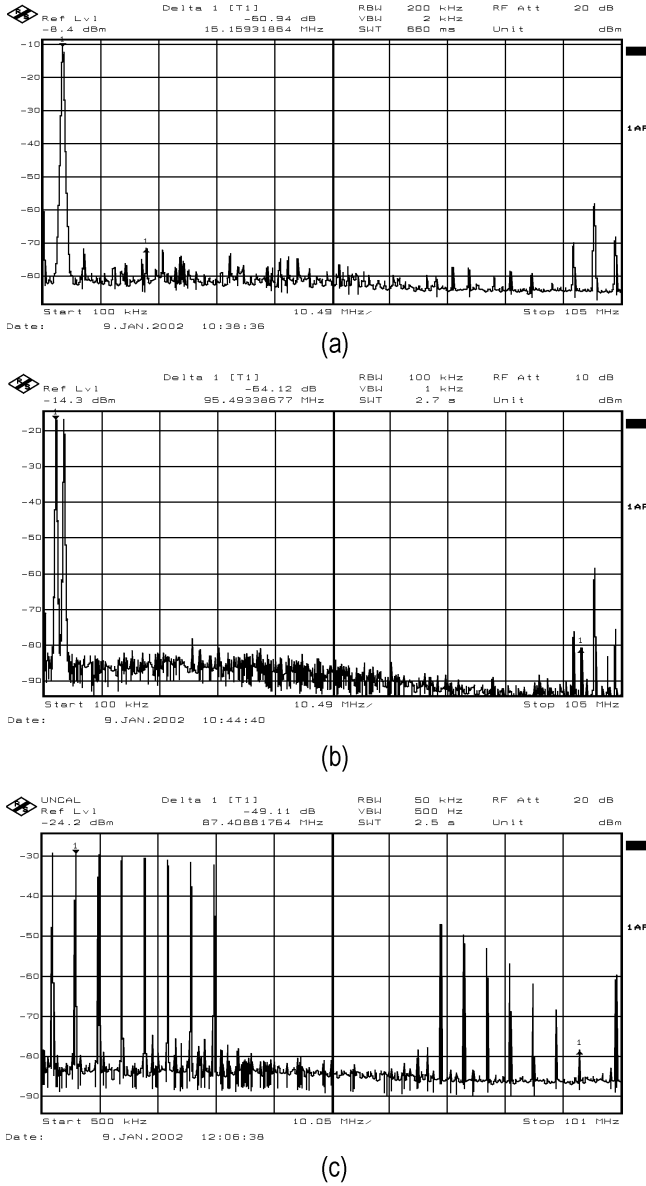 Delta 1 [T1] RBW 200 kHz RF Att 20 dB
Ref Lvl -60.94 dB VBW 2 kHz
-8.4 dBm 15.15931864 MHz SWT 660 ms Unit dBm
-10
1
-20
-30
1AP
-40
-50
-60
-70
1
-80
Start 100 kHz 10.49 MHz/ Stop 105 MHz
Date: 9.JAN.2002 10:38:36
(a)
Delta 1 [T1] RBW 100 kHz RF Att 10 dB
Ref Lvl -64.12 dB VBW 1 kHz
-14.3 dBm 95.49338677 MHz SWT 2.7 s Unit dBm
1
-20
-30
-40
1AP
-50
-60
-70
1
-80
-90
Start 100 kHz 10.49 MHz/ Stop 105 MHz
Date: 9.JAN.2002 10:44:40
(b)
UNCAL Delta 1 [T1] RBW 50 kHz RF Att 20 dB
Ref Lvl -49.11 dB VBW 500 Hz
-24.2 dBm 87.40881764 MHz SWT 2.5 s Unit dBm
1
-30
-40
1AP
-50
-60
-70
1
-80
-90
Start 500 kHz 10.05 MHz/ Stop 101 MHz
Date: 9.JAN.2002 12:06:38
(c)